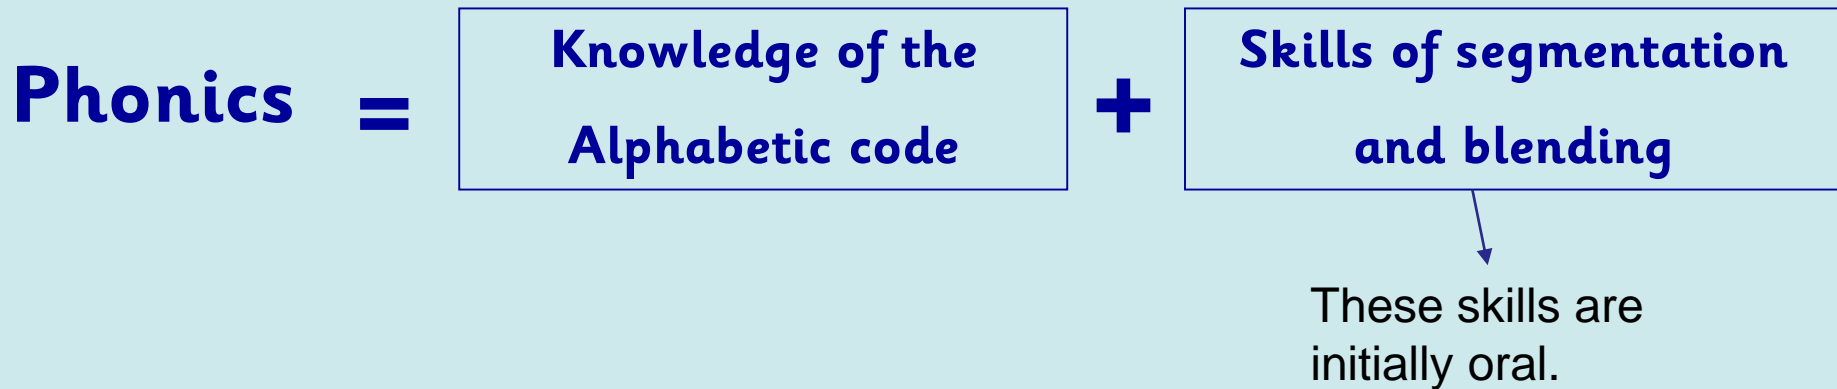 Phonics = Knowledge of the + Skills of segmentation
Alphabetic code and blending
These skills are
initially oral.